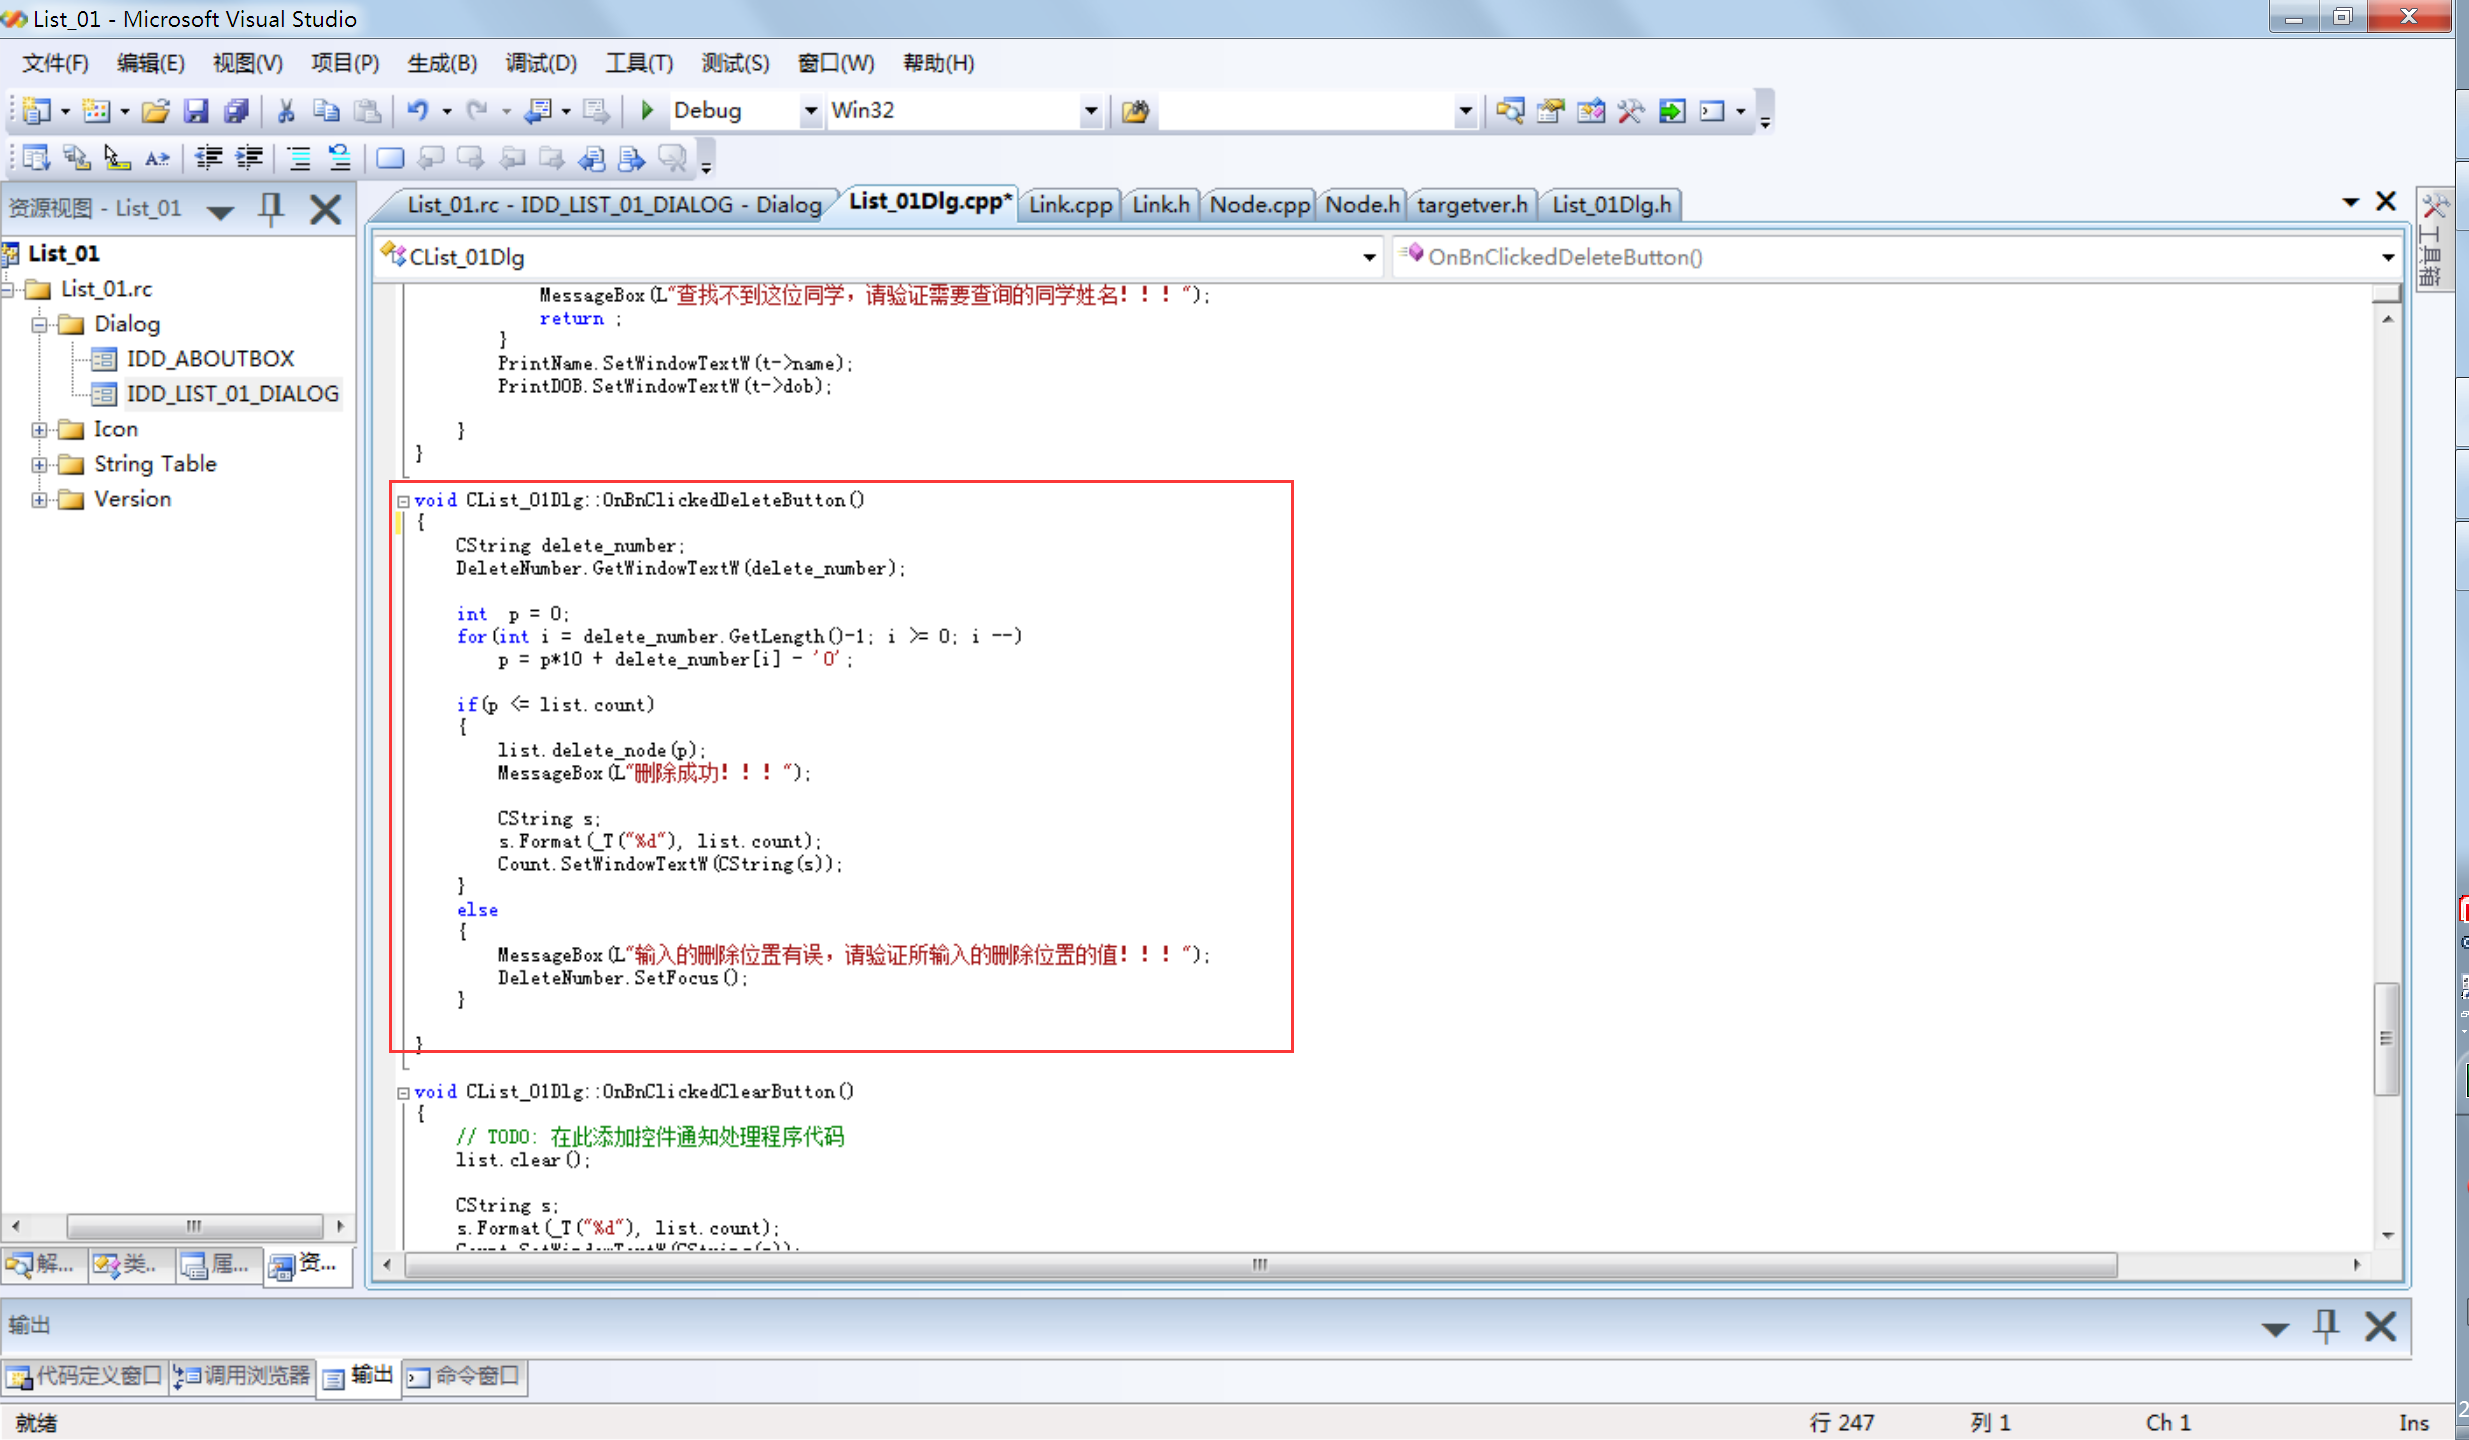 List_01 - Microsoft Visual Studio
文件(F) 编辑(E) 视图(V) 项目(P) 生成(B) 调试(D) 工具(T) 测试(S) 窗口(W) 帮助(H)
Debug Win32
资源视图 - List_01
List_01.rc - IDD_LIST_01_DIALOG - Dialog List_01Dlg.cpp* Link.cpp Link.h Node.cpp Node.h targetver.h List_01Dlg.h
工具箱
List_01
List_01.rc
Dialog
IDD_ABOUTBOX
IDD_LIST_01_DIALOG
Icon
String Table
Version
CList_01Dlg OnBnClickedDeleteButton()
MessageBox(L"查找不到这位同学，请验证需要查询的同学姓名！！！");
return ;
}
PrintName.SetWindowTextW(t->name);
PrintDOB.SetWindowTextW(t->dob);
}
}
void CList_01Dlg::OnBnClickedDeleteButton()
{
CString delete_number;
DeleteNumber.GetWindowTextW(delete_number);
int  p = 0;
for(int i = delete_number.GetLength()-1; i >= 0; i --)
p = p*10 + delete_number[i] - '0';
if(p <= list.count)
{
list.delete_node(p);
MessageBox(L"删除成功！！！");
CString s;
s.Format(_T("%d"), list.count);
Count.SetWindowTextW(CString(s));
}
else
{
MessageBox(L"输入的删除位置有误，请验证所输入的删除位置的值！！！");
DeleteNumber.SetFocus();
}
}
void CList_01Dlg::OnBnClickedClearButton()
{
// TODO: 在此添加控件通知处理程序代码
list.clear();
CString s;
s.Format(_T("%d"), list.count);
Count.SetWindowTextW(CString(s));
解... 类.. 属... 资...
输出
代码定义窗口 调用浏览器 输出 命令窗口
就绪 行 247 列 1 Ch 1 Ins